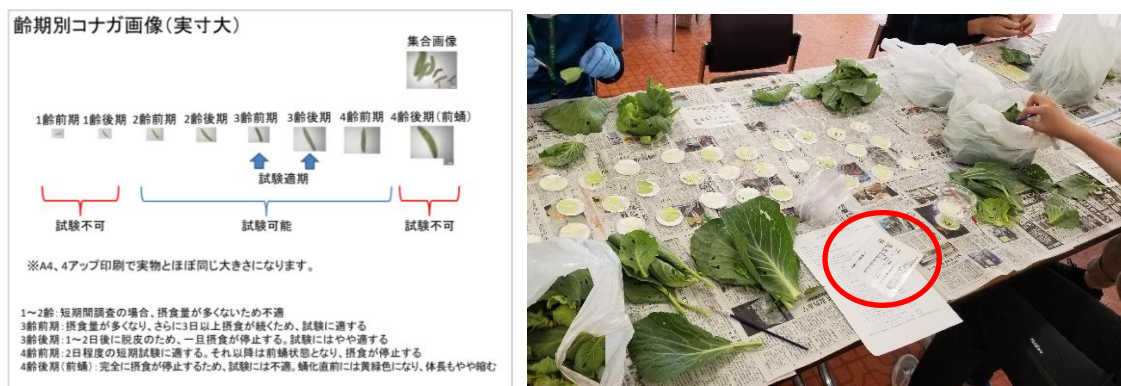 齢期別コナガ画像(実寸大)
集合画像
1齢前期 1齢後期 2齢前期 2齢後期 3齢前期 3齢後期 4齢前期 4齢後期(前蛹)
試験適期
試験不可 試験可能 試験不可
※A4、4アップ印刷で実物とほぼ同じ大きさになります。
1～2齢:短期間調査の場合、摂食量が多くないため不適
3齢前期:摂食量が多くなり、さらに3日以上摂食が続くため、試験に適する
3齢後期:1～2日後に脱皮のため、一旦摂食が停止する。試験にはやや適する
4齢前期:2日程度の短期試験に適する。それ以降は前蛹状態となり、摂食が停止する
4齢後期(前蛹):完全に摂食が停止するため、試験には不適。蛹化直前には黄緑色になり、体長もやや縮む